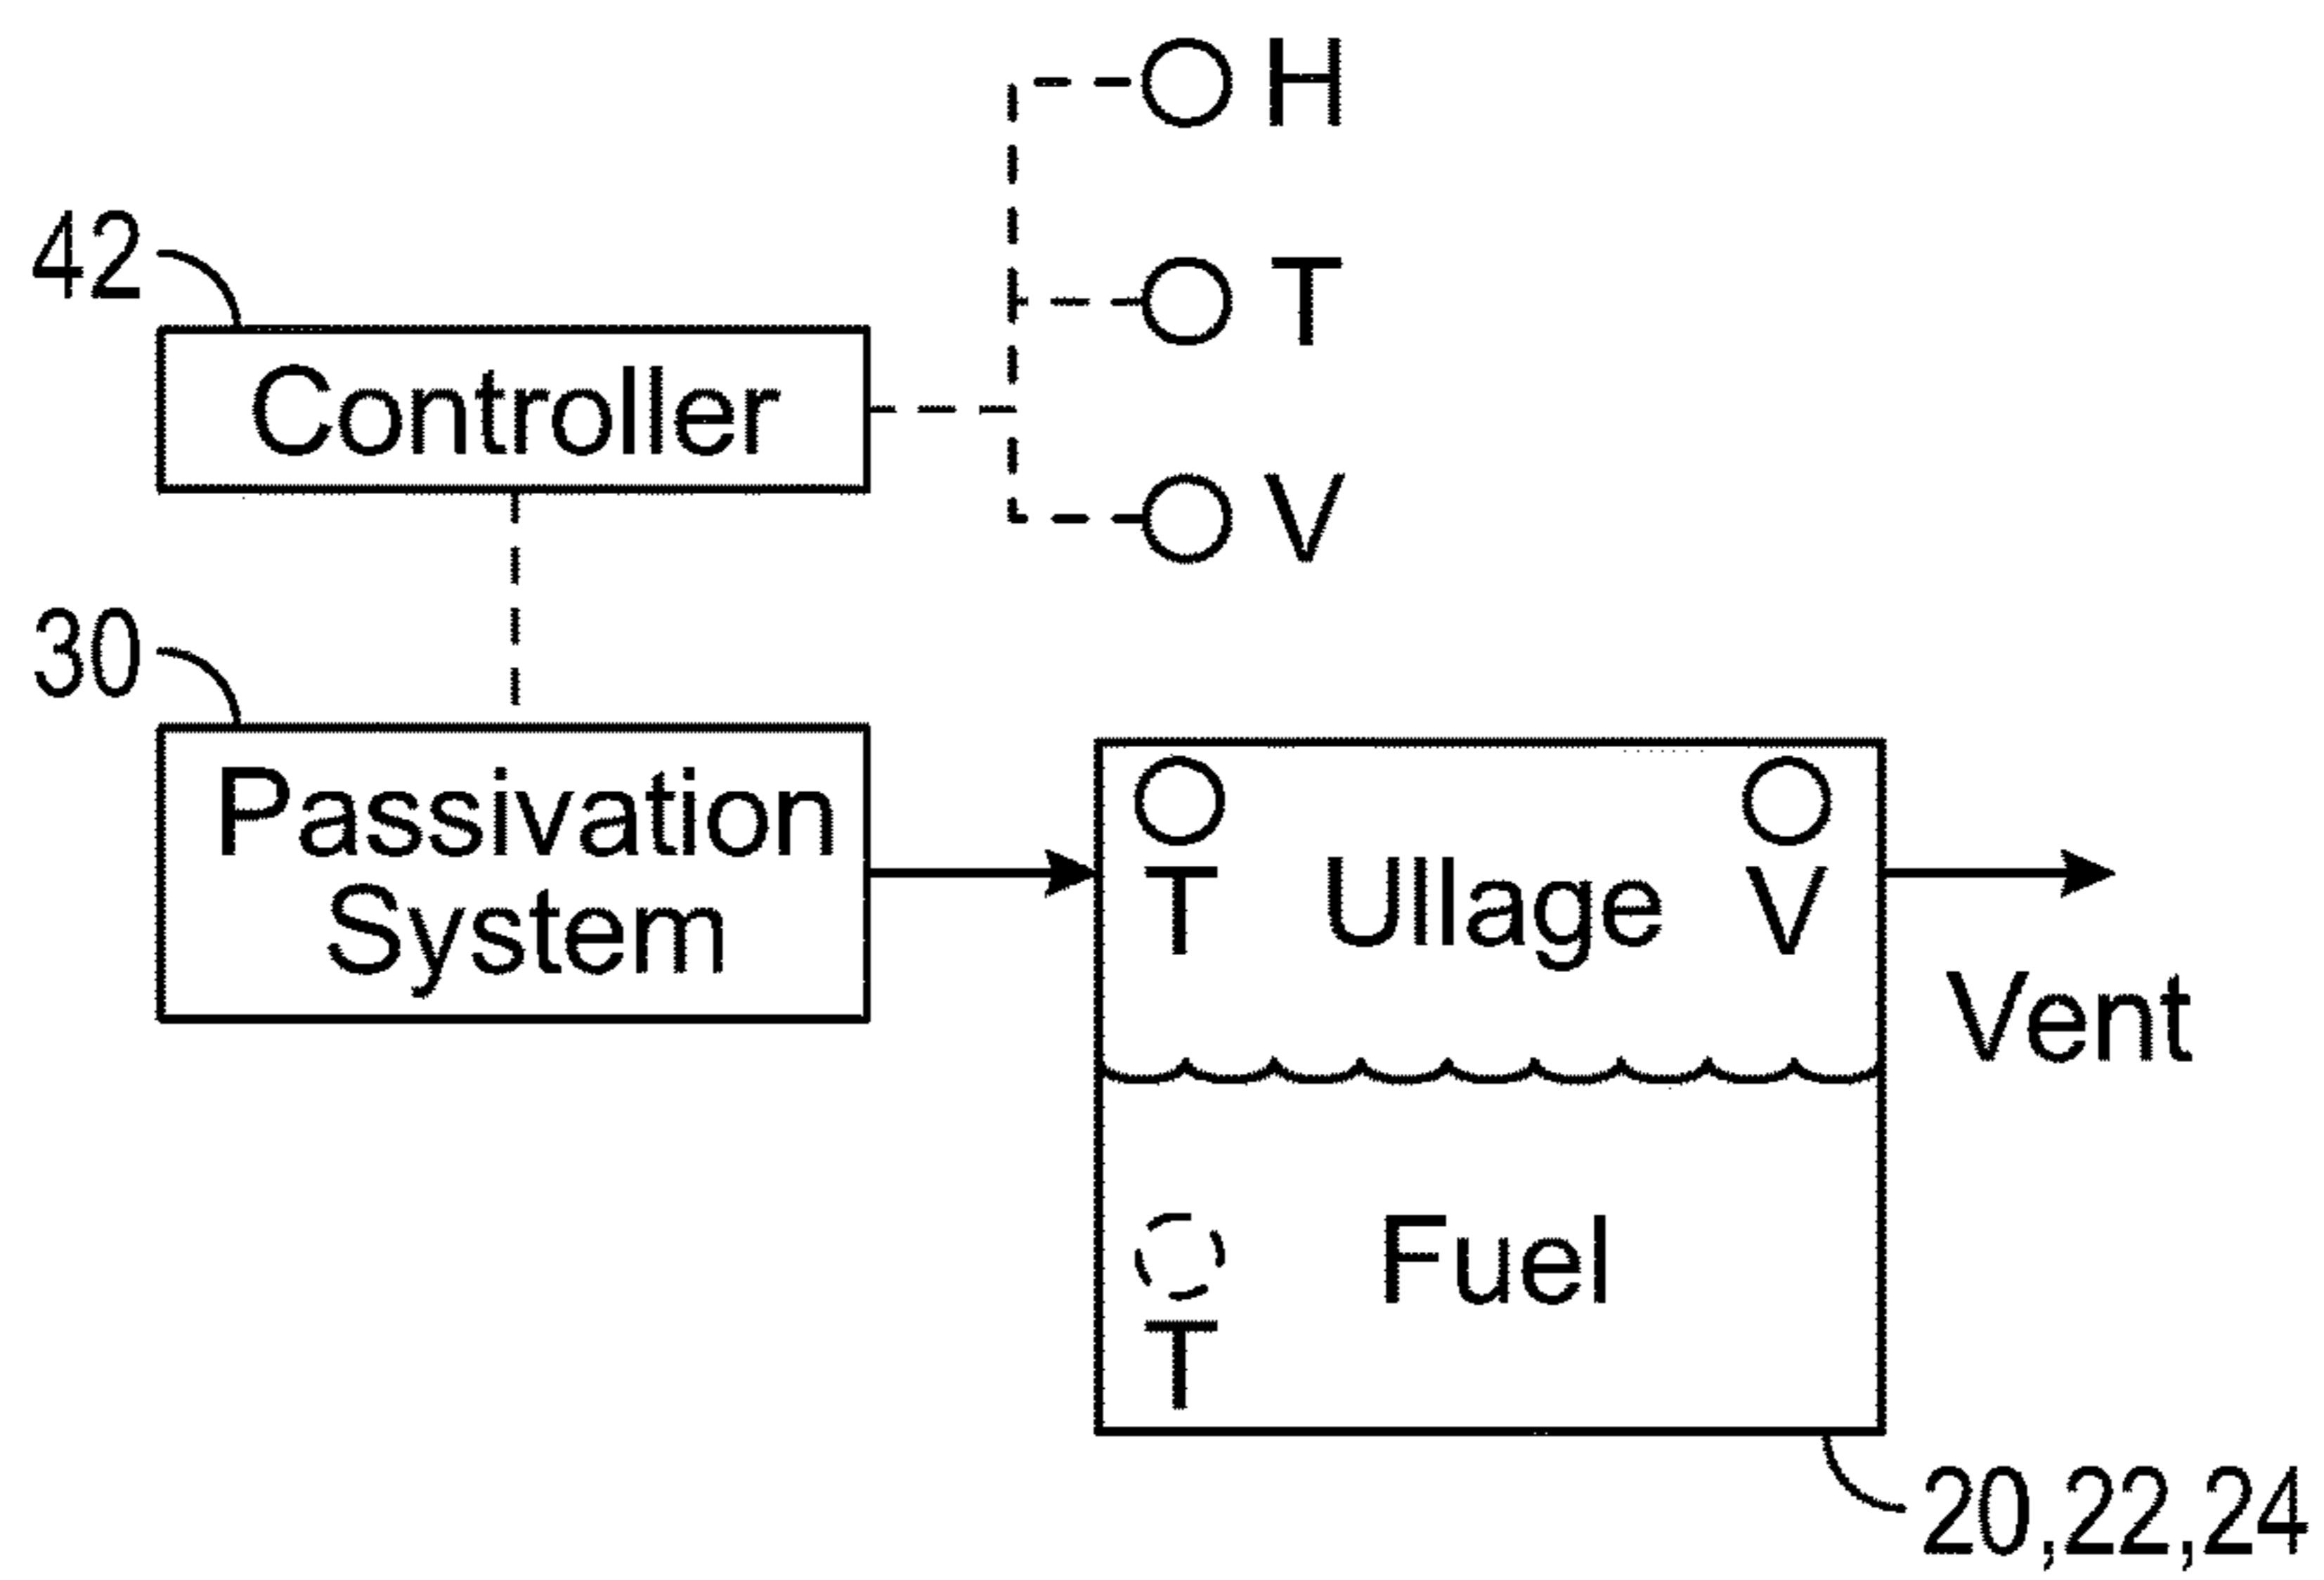 H
42
T
Controller
V
30
Passivation
System
T Ullage V
Vent
Fuel
T
20,22,24